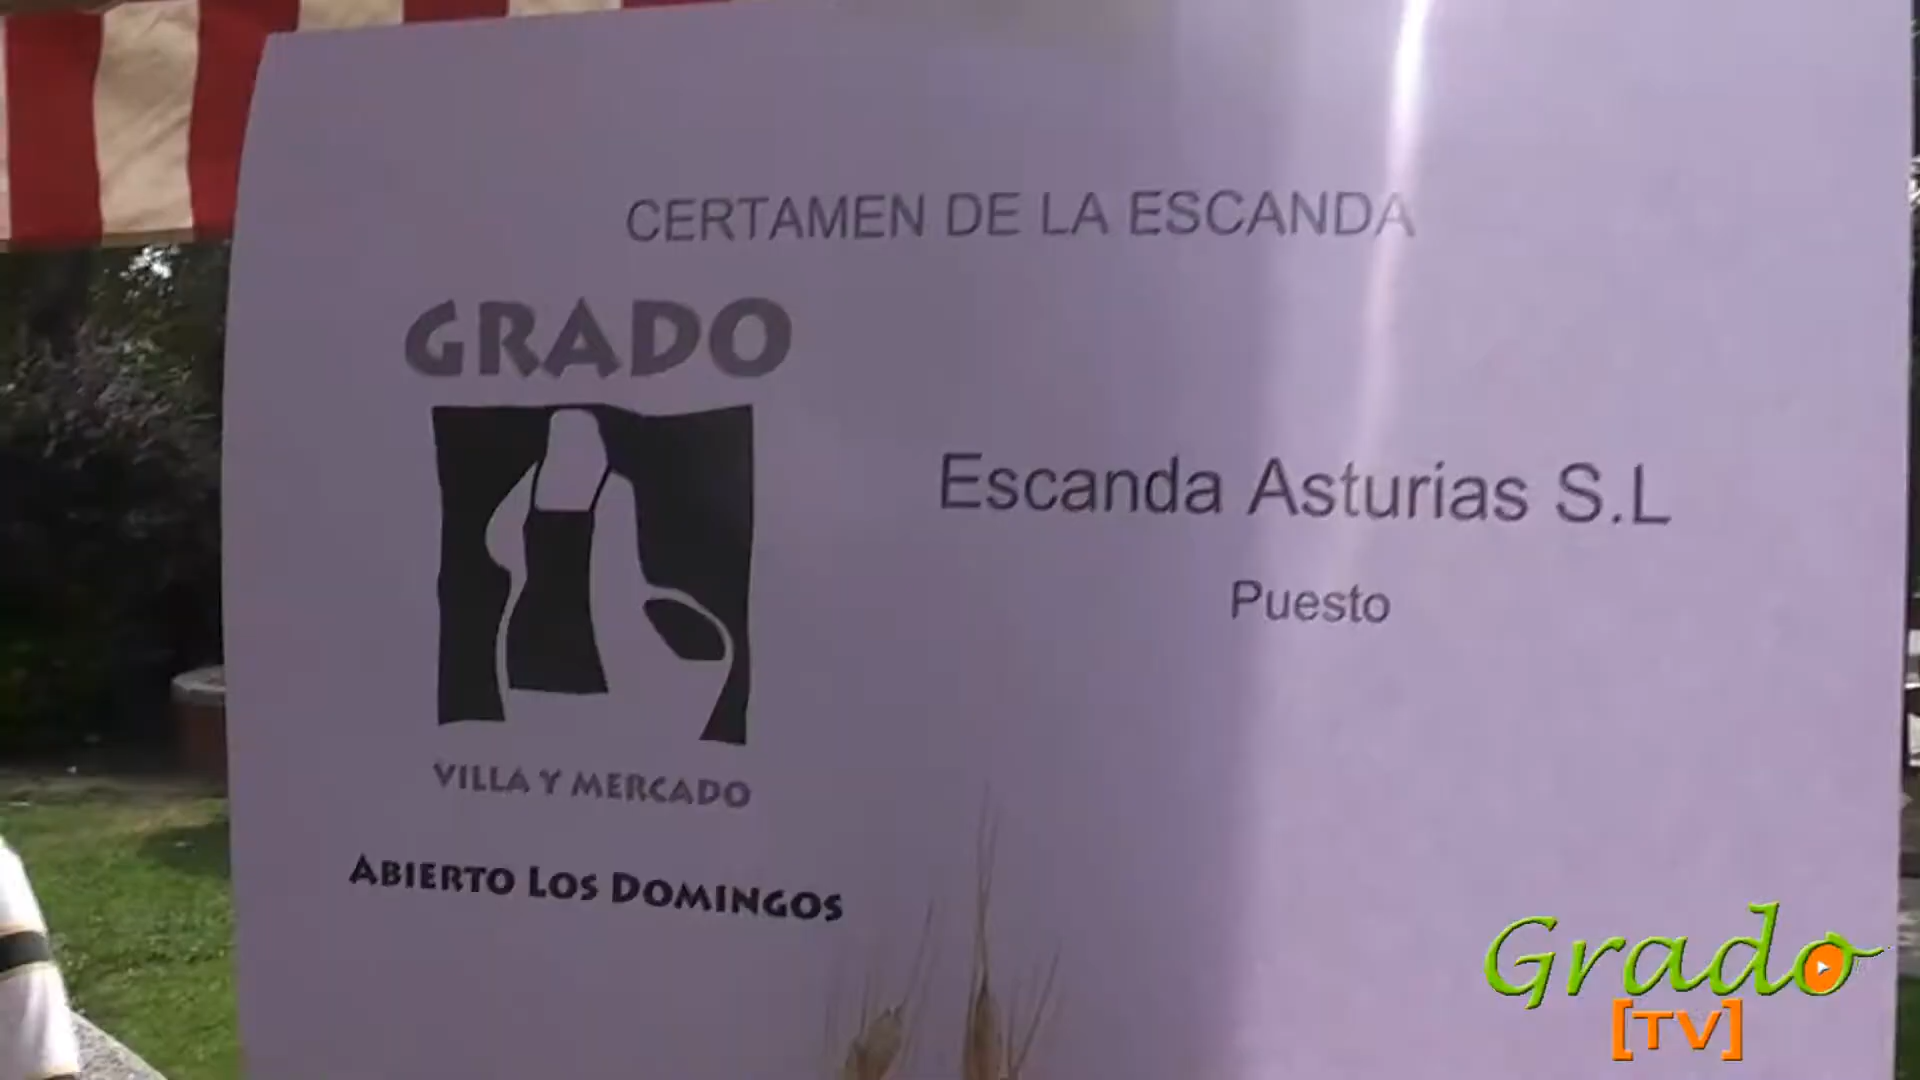 CERTAMEN DE LA ESCANDA
GRADO
VILLA Y MERCADO
ABIERTO LOS DOMINGOS
Escanda Asturias S.L
Puesto
Grado
[TV]